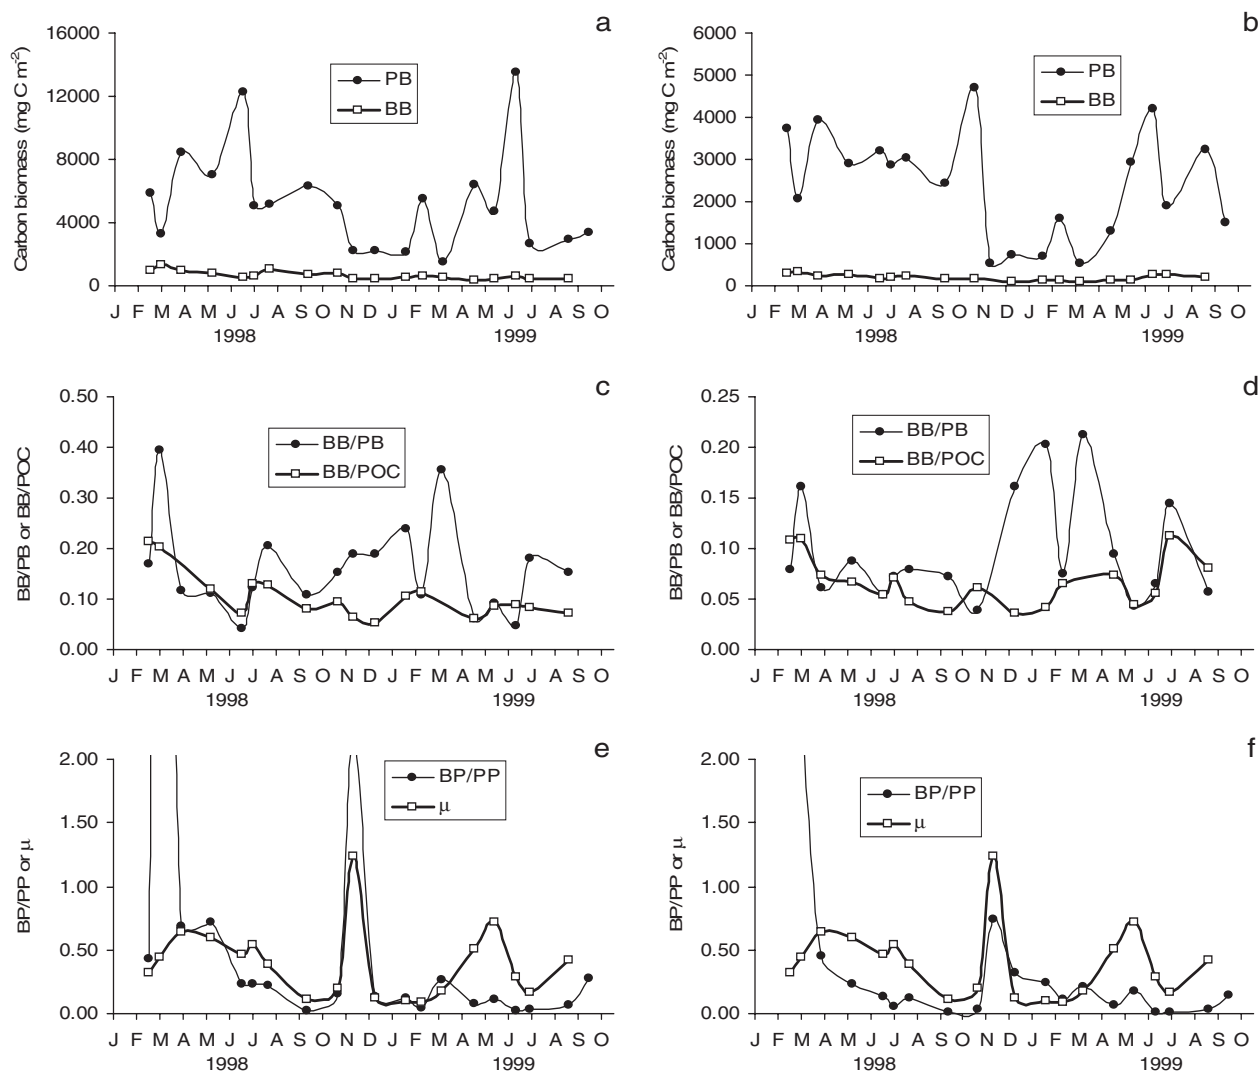 a
Carbon biomass (mg C m⁻²)
16000
12000
8000
4000
0
PB
BB
J F M A M J J A S O N D J F M A M J J A S O
1998 1999
b
Carbon biomass (mg C m⁻²)
6000
5000
4000
3000
2000
1000
0
PB
BB
J F M A M J J A S O N D J F M A M J J A S O
1998 1999
c
BB/PB or BB/POC
0.50
0.40
0.30
0.20
0.10
0.00
BB/PB
BB/POC
J F M A M J J A S O N D J F M A M J J A S O
1998 1999
d
BB/PB or BB/POC
0.25
0.20
0.15
0.10
0.05
0.00
BB/PB
BB/POC
J F M A M J J A S O N D J F M A M J J A S O
1998 1999
e
BP/PP or μ
2.00
1.50
1.00
0.50
0.00
BP/PP
μ
J F M A M J J A S O N D J F M A M J J A S O
1998 1999
f
BP/PP or μ
2.00
1.50
1.00
0.50
0.00
BP/PP
μ
J F M A M J J A S O N D J F M A M J J A S O
1998 1999